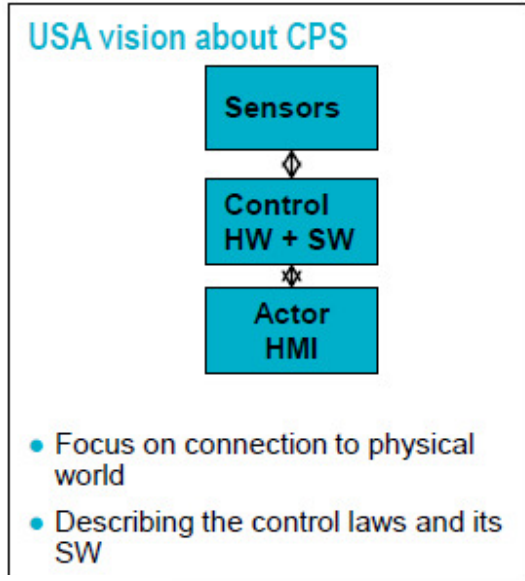 USA vision about CPS
Sensors
Control
HW + SW
Actor
HMI
• Focus on connection to physical
world
• Describing the control laws and its
SW